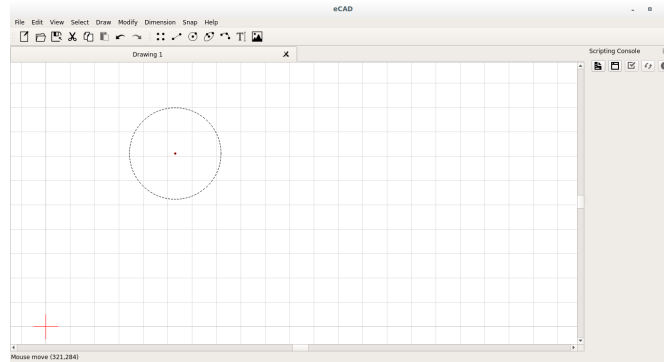 eCAD
File Edit View Select Draw Modify Dimension Snap Help
Drawing 1
Scripting Console
Mouse move (321,284)